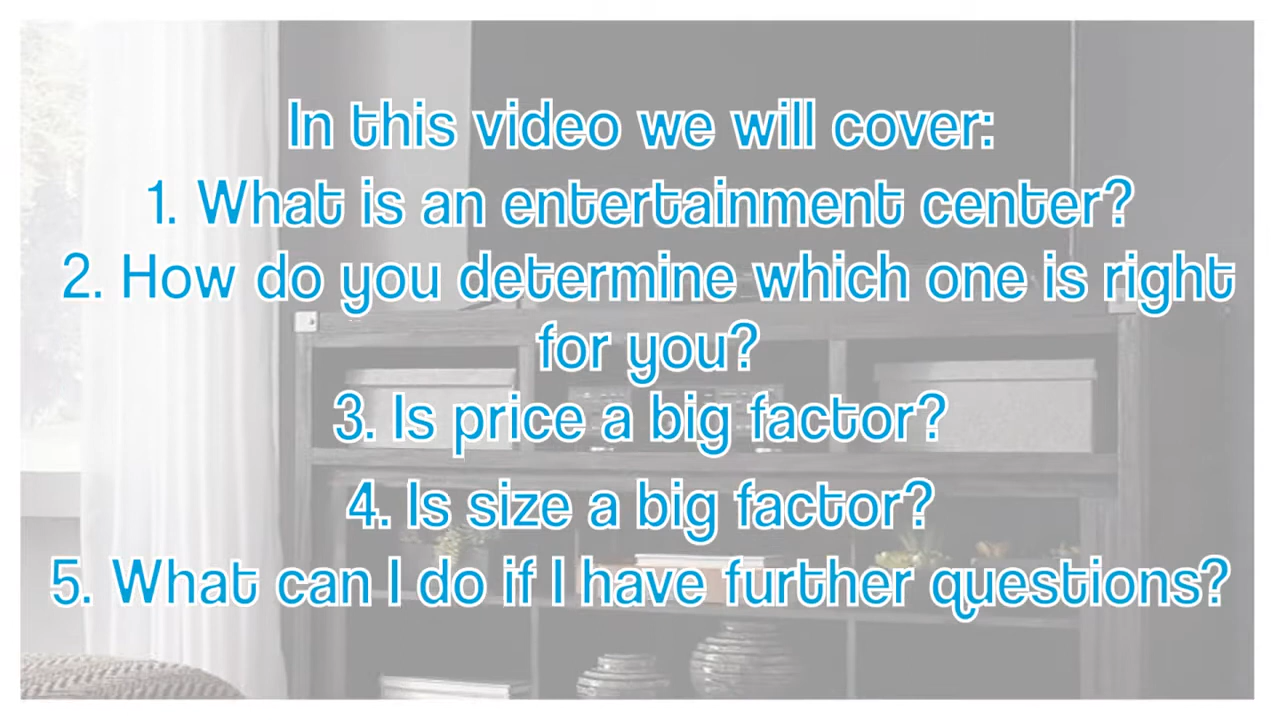 In this video we will cover:
1. What is an entertainment center?
2. How do you determine which one is right
for you?
3. Is price a big factor?
4. Is size a big factor?
5. What can I do if I have further questions?